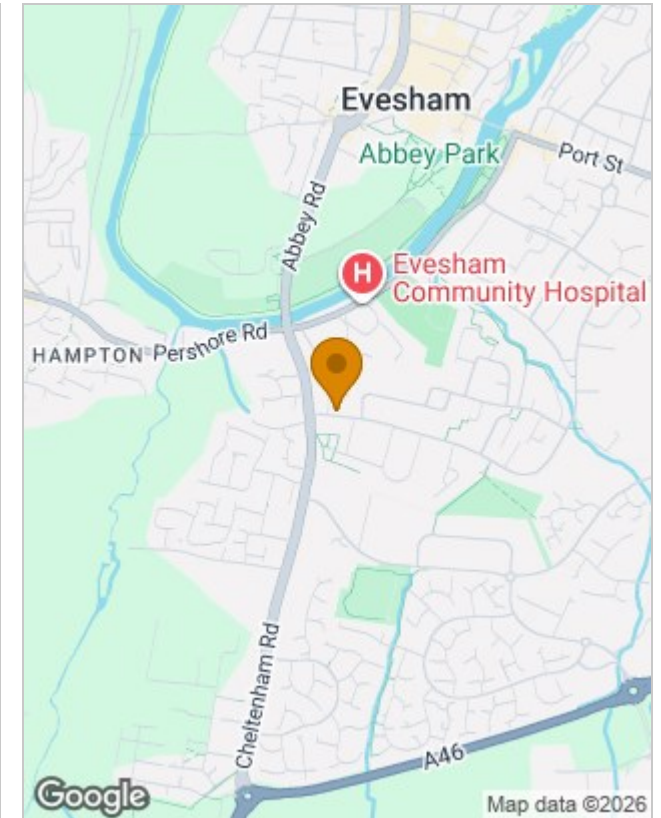 Evesham
Abbey Park
Port St
Abbey Rd
H
Evesham
Community Hospital
HAMPTON
Pershore Rd
Cheltenham Rd
A46
Google
Map data ©2026